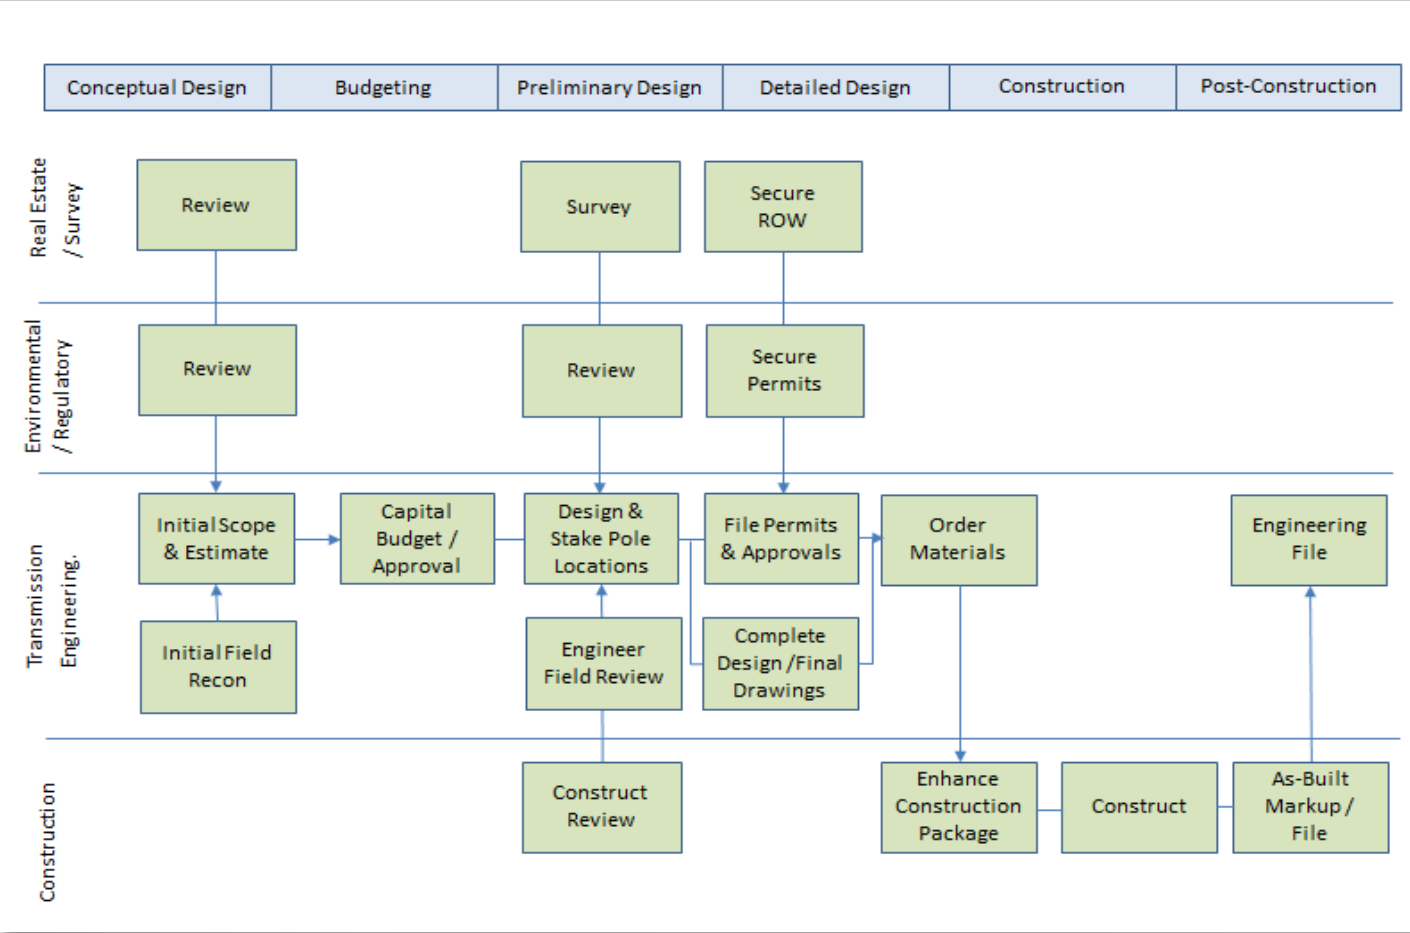 Conceptual Design
Budgeting
Preliminary Design
Detailed Design
Construction
Post-Construction
Real Estate
/ Survey
Review
Survey
Secure
ROW
Environmental
/ Regulatory
Review
Review
Secure
Permits
Transmission
Engineering.
Initial Scope
& Estimate
Capital
Budget /
Approval
Design &
Stake Pole
Locations
File Permits
& Approvals
Order
Materials
Engineering
File
Initial Field
Recon
Engineer
Field Review
Complete
Design /Final
Drawings
Construction
Construct
Review
Enhance
Construction
Package
Construct
As-Built
Markup /
File